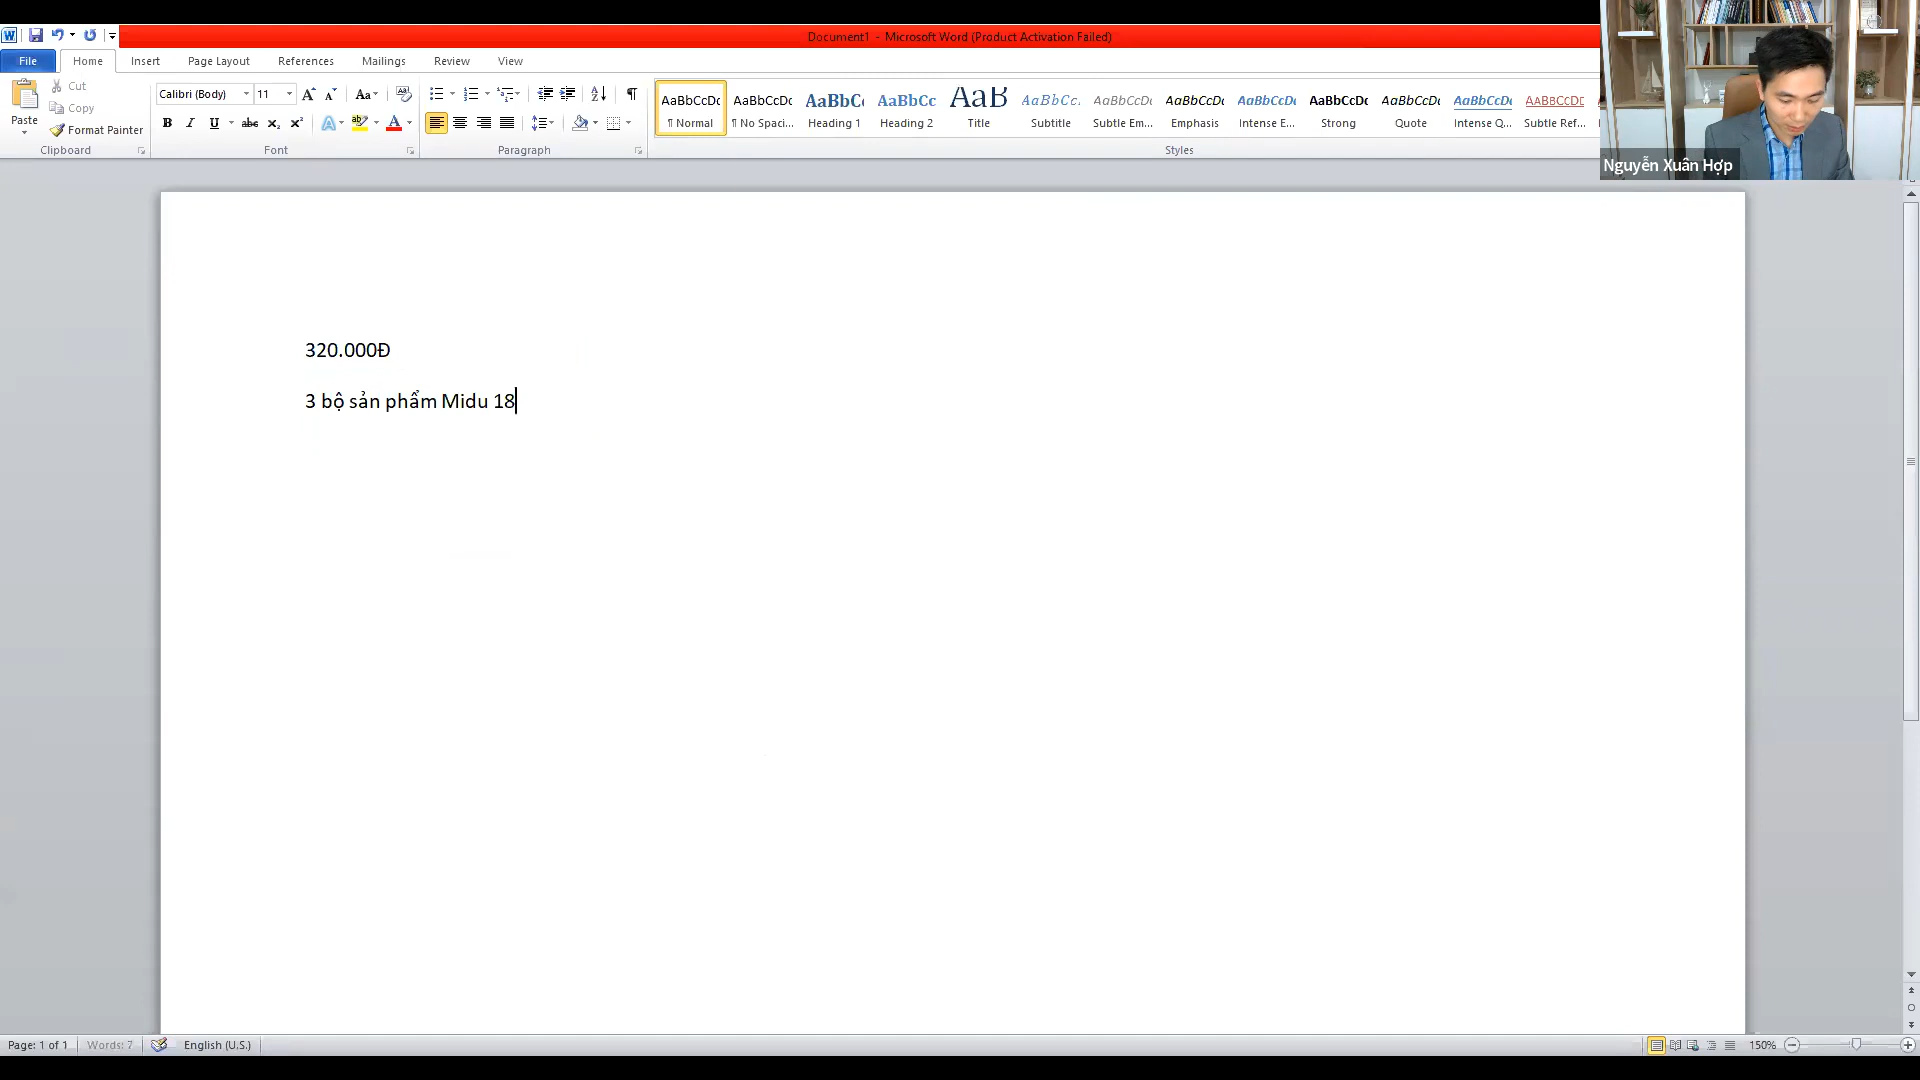 Document1 - Microsoft Word (Product Activation Failed)
File Home Insert Page Layout References Mailings Review View
Paste
Cut
Copy
Format Painter
Clipboard
Calibri (Body) 11
Font
Paragraph
AaBbCcDc AaBbCcDc AaBbC AaBbCc AaB AaBbCc. AaBbCcDc AaBbCcDc AaBbCcDc AaBbCcDc AaBbCcDc AaBbCcDc AABBCCDC
¶ Normal ¶ No Spaci... Heading 1 Heading 2 Title Subtitle Subtle Em... Emphasis Intense E... Strong Quote Intense Q... Subtle Ref...
Styles
Nguyễn Xuân Hợp
320.000Đ
3 bộ sản phẩm Midu 18
Page: 1 of 1 Words: 7 English (U.S.) 150%